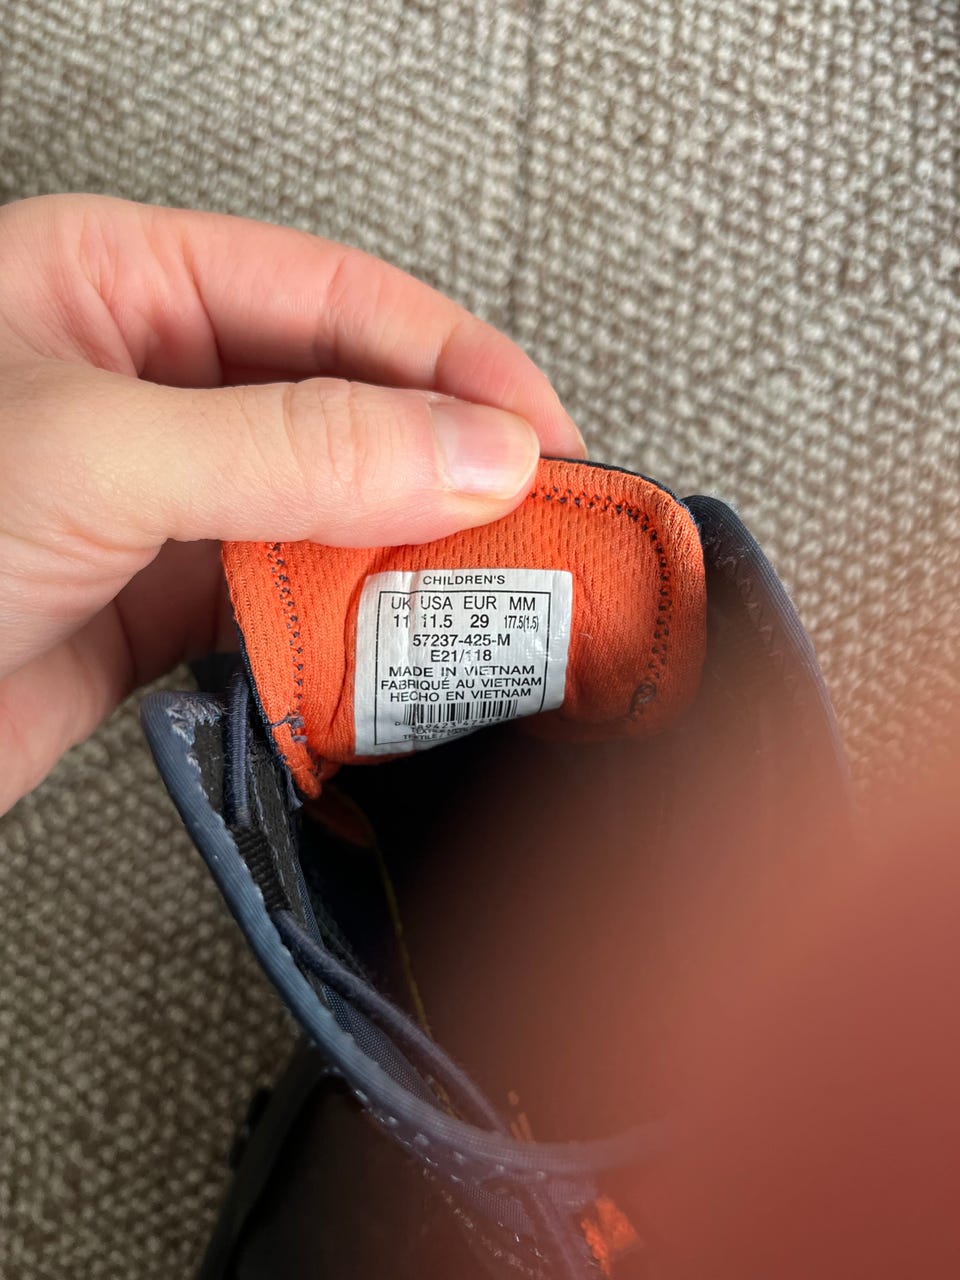 CHILDREN'S
UK USA EUR MM
11 11.5 29 177.5(1.5)
57237-425-M
E21/118
MADE IN VIETNAM
FABRIQUÉ AU VIETNAM
HECHO EN VIETNAM